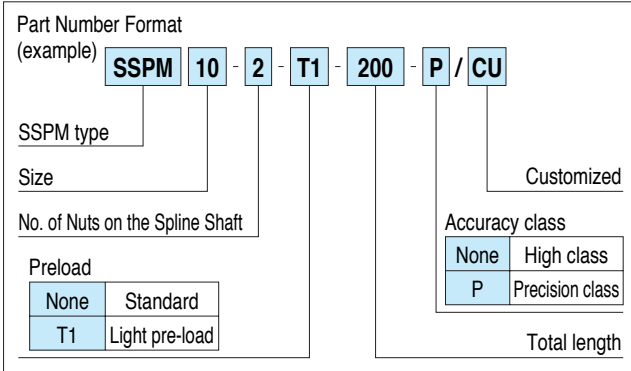 Part Number Format
(example)
SSPM 10 - 2 - T1 - 200 - P / CU
SSPM type
Size
Customized
No. of Nuts on the Spline Shaft
Accuracy class
None High class
P Precision class
Preload
None Standard
T1 Light pre-load
Total length